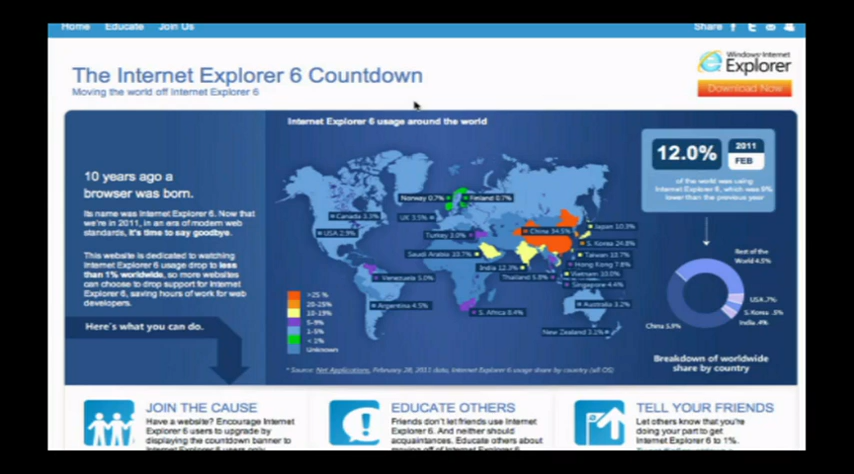 Home Educate Join Us
Share f t
The Internet Explorer 6 Countdown
Moving the world off Internet Explorer 6
Windows Internet
Explorer
Download Now
10 years ago a
browser was born.
Its name was Internet Explorer 6. Now that
we're in 2011, in an era of modern web
standards, it's time to say goodbye.
This website is dedicated to watching
Internet Explorer 6 usage drop to less
than 1% worldwide, so more websites
can choose to drop support for Internet
Explorer 6, saving hours of work for web
developers.
Here's what you can do.
Internet Explorer 6 usage around the world
Norway 0.7%
Finland 0.7%
Canada 3.3%
UK 3.5%
USA 2.9%
Turkey 3.0%
China 34.5%
Japan 10.3%
S. Korea 24.8%
Saudi Arabia 10.7%
Taiwan 10.7%
India 12.3%
Hong Kong 7.8%
Venezuela 5.0%
Thailand 5.8%
Vietnam 10.0%
Singapore 4.4%
Argentina 4.5%
S. Africa 6.4%
Australia 3.2%
New Zealand 3.2%
>25 %
20-25%
10-19%
5-9%
1-5%
< 1%
Unknown
* Source: Net Applications, February 28, 2011 data, Internet Explorer 6 usage share by country (all OS)
12.0%
2011
FEB
of the world was using
Internet Explorer 6, which was 9%
lower than the previous year
Rest of the
World 4.5%
USA .7%
S. Korea .5%
India .4%
China 5.9%
Breakdown of worldwide
share by country
JOIN THE CAUSE
Have a website? Encourage Internet
Explorer 6 users to upgrade by
displaying the countdown banner to
EDUCATE OTHERS
Friends don't let friends use Internet
Explorer 6. And neither should
acquaintances. Educate others about
moving off of Internet Explorer 6.
TELL YOUR FRIENDS
Let others know that you're
doing your part to get
Internet Explorer 6 to 1%.